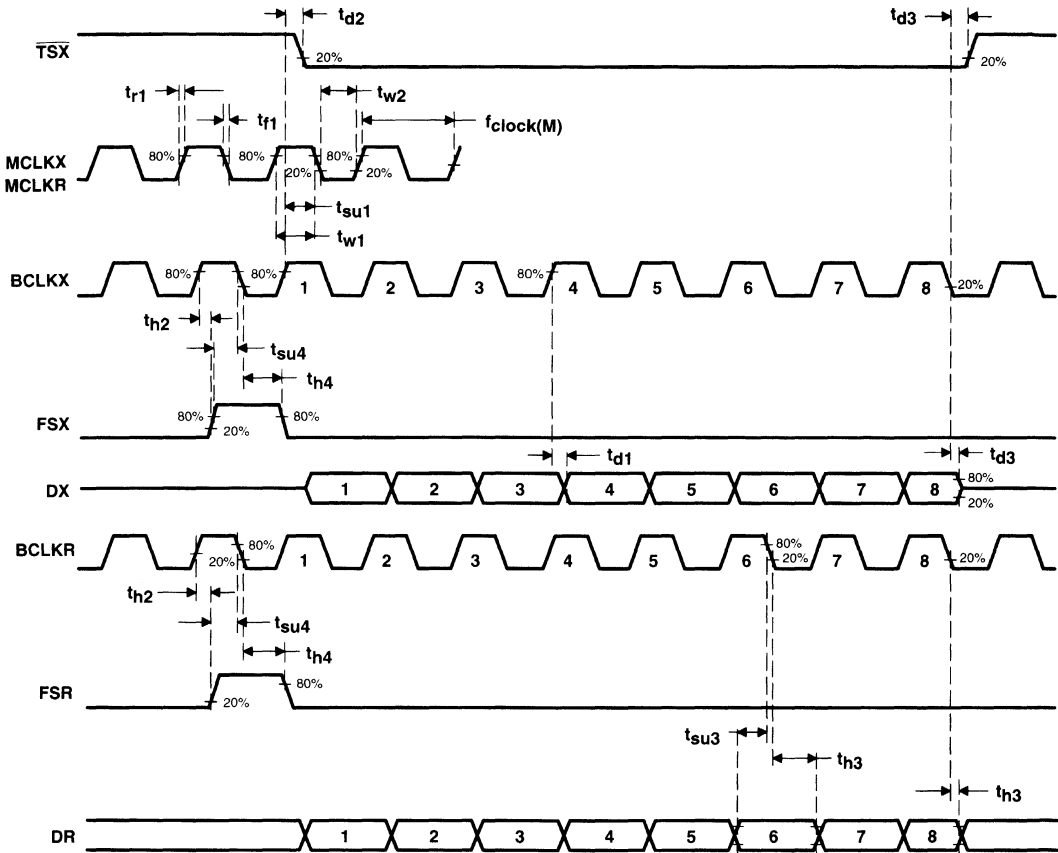 td2
td3
TSX
20%
20%
tr1
tf1
tw2
fclock(M)
MCLKX
MCLKR
80%
80%
80%
20%
20%
tsu1
tw1
BCLKX
80%
80%
80%
20%
1 2 3 4 5 6 7 8
th2
tsu4
th4
FSX
80%
20%
80%
td1
td3
DX
1 2 3 4 5 6 7 8
80%
20%
BCLKR
20%
80%
80%
20%
20%
1 2 3 4 5 6 7 8
th2
tsu4
th4
FSR
20%
80%
tsu3
th3
th3
DR
1 2 3 4 5 6 7 8